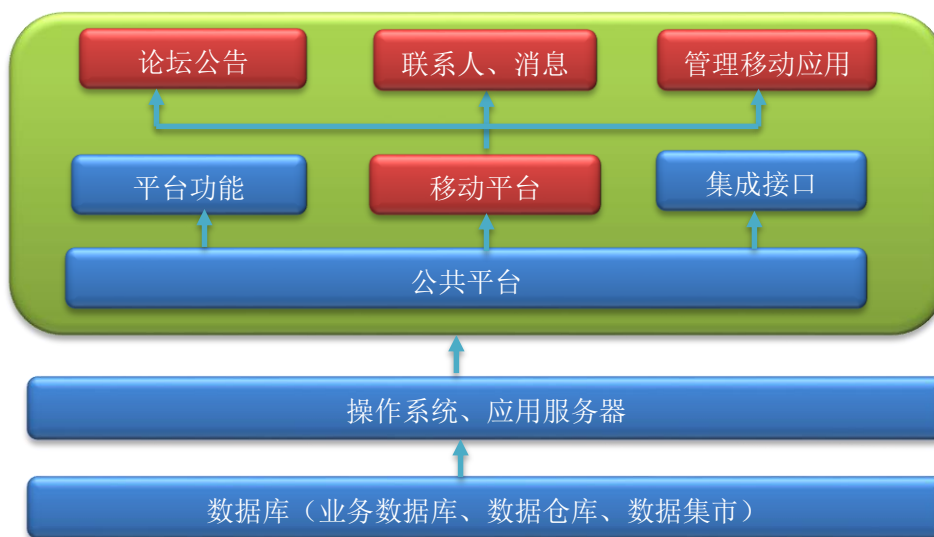 论坛公告
联系人、消息
管理移动应用
平台功能
移动平台
集成接口
公共平台
操作系统、应用服务器
数据库（业务数据库、数据仓库、数据集市）